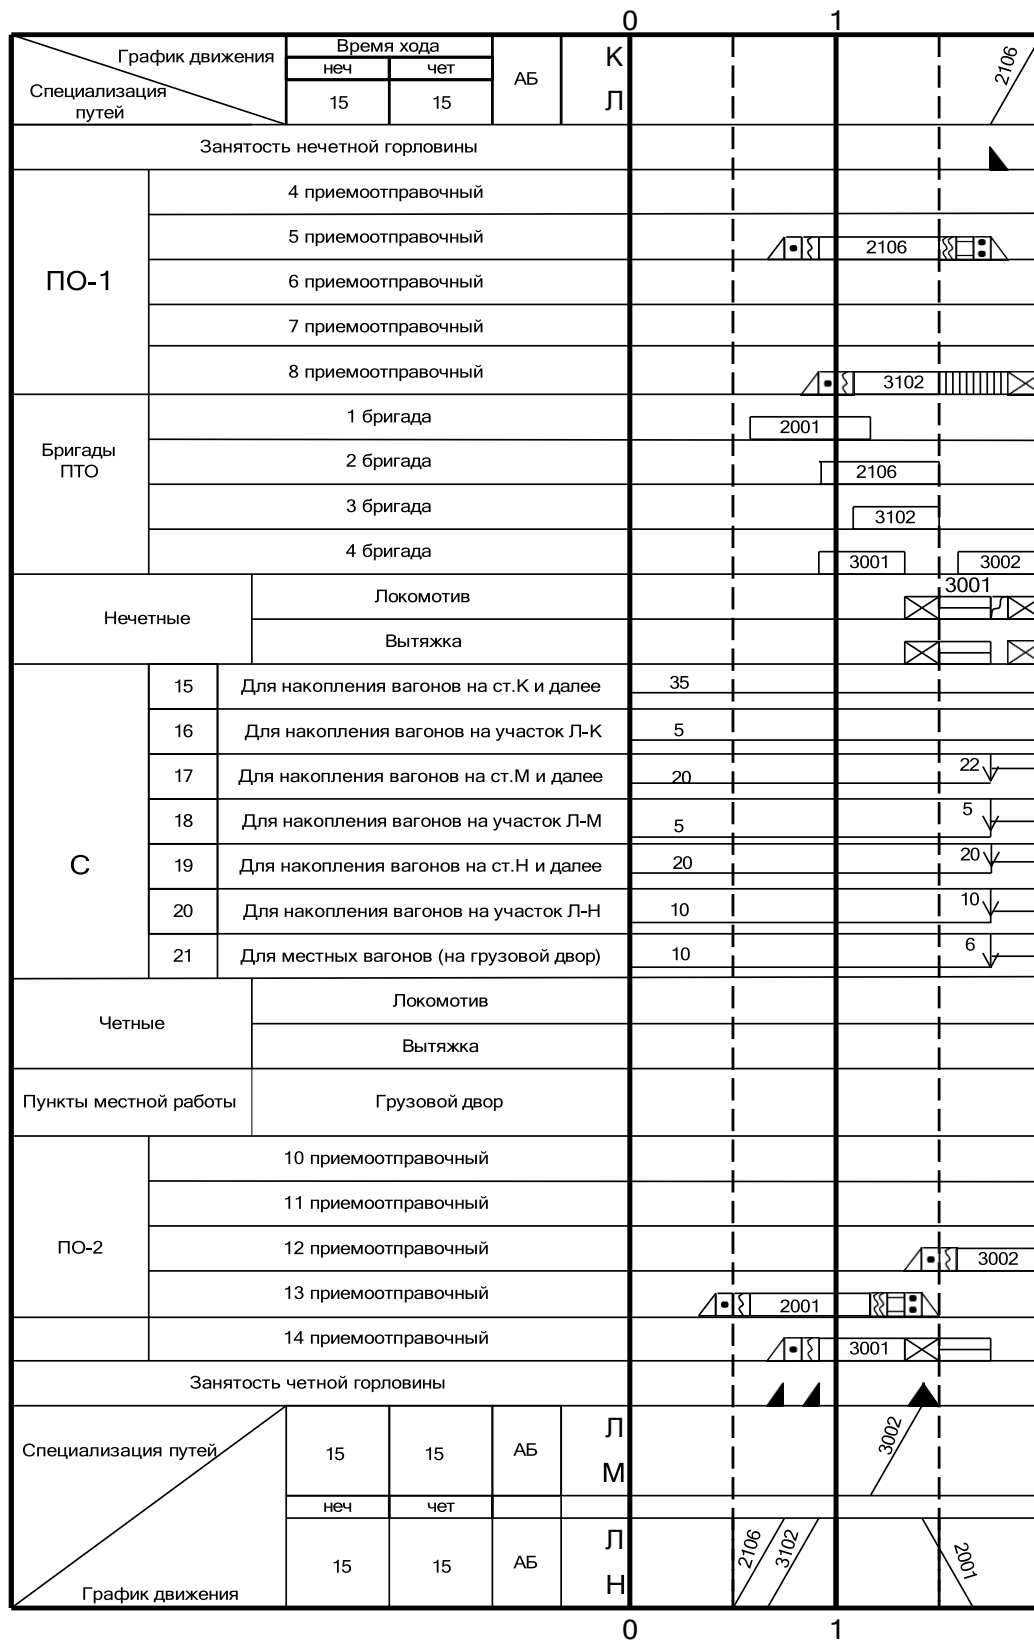 0 1
График движения
Время хода
неч чет
АБ
К
Специализация
путей
15 15
Л
2106
Занятость нечетной горловины
ПО-1
4 приемоотправочный
5 приемоотправочный
2106
6 приемоотправочный
7 приемоотправочный
8 приемоотправочный
3102
Бригады
ПТО
1 бригада
2001
2 бригада
2106
3 бригада
3102
4 бригада
3001 3002
Нечетные
Локомотив
3001
Вытяжка
С
15 Для накопления вагонов на ст.К и далее 35
16 Для накопления вагонов на участок Л-К 5
17 Для накопления вагонов на ст.М и далее 20 22
18 Для накопления вагонов на участок Л-М 5 5
19 Для накопления вагонов на ст.Н и далее 20 20
20 Для накопления вагонов на участок Л-Н 10 10
21 Для местных вагонов (на грузовой двор) 10 6
Четные
Локомотив
Вытяжка
Пункты местной работы Грузовой двор
ПО-2
10 приемоотправочный
11 приемоотправочный
12 приемоотправочный
3002
13 приемоотправочный
2001
14 приемоотправочный
3001
Занятость четной горловины
Специализация путей
15 15 АБ
Л
М
3002
неч чет
15 15 АБ
Л
Н
2106 3102 2001
График движения
0 1